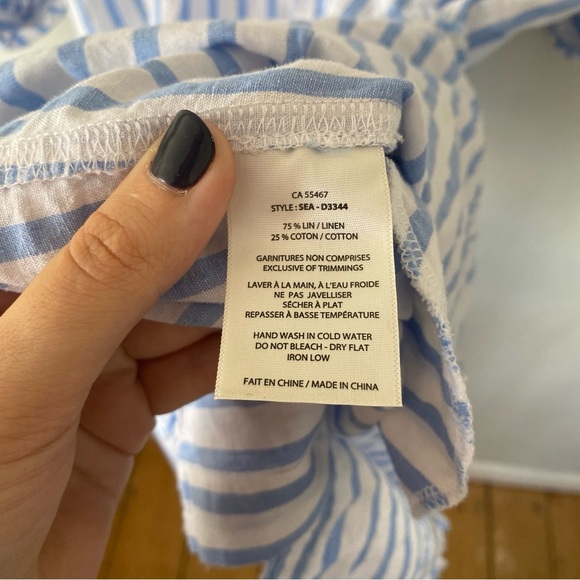 CA 55467
STYLE : SEA - D3344
75 % LIN / LINEN
25 % COTON / COTTON
GARNITURES NON COMPRISES
EXCLUSIVE OF TRIMMINGS
LAVER À LA MAIN, À L'EAU FROIDE
NE PAS JAVELLISER
SÉCHER À PLAT
REPASSER À BASSE TEMPÉRATURE
HAND WASH IN COLD WATER
DO NOT BLEACH - DRY FLAT
IRON LOW
FAIT EN CHINE / MADE IN CHINA